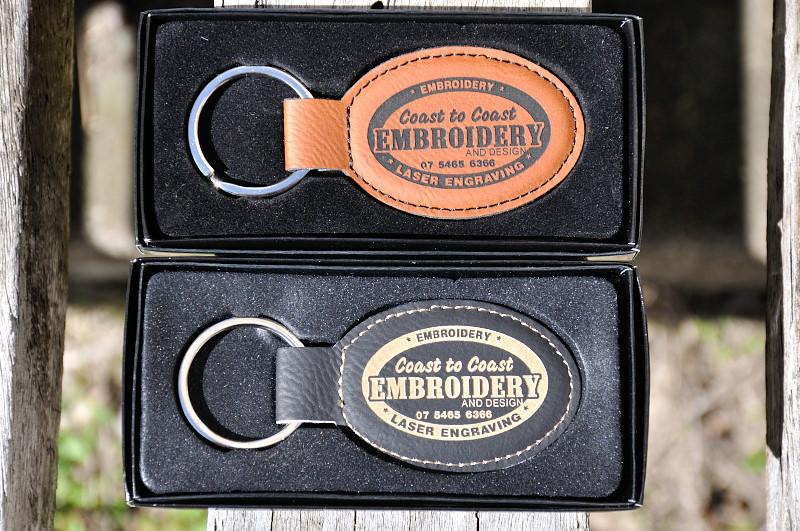 * EMBROIDERY *
Coast to Coast
EMBROIDERY
AND DESIGN
07 5465 6366
* LASER ENGRAVING *
* EMBROIDERY *
Coast to Coast
EMBROIDERY
AND DESIGN
07 5465 6366
* LASER ENGRAVING *